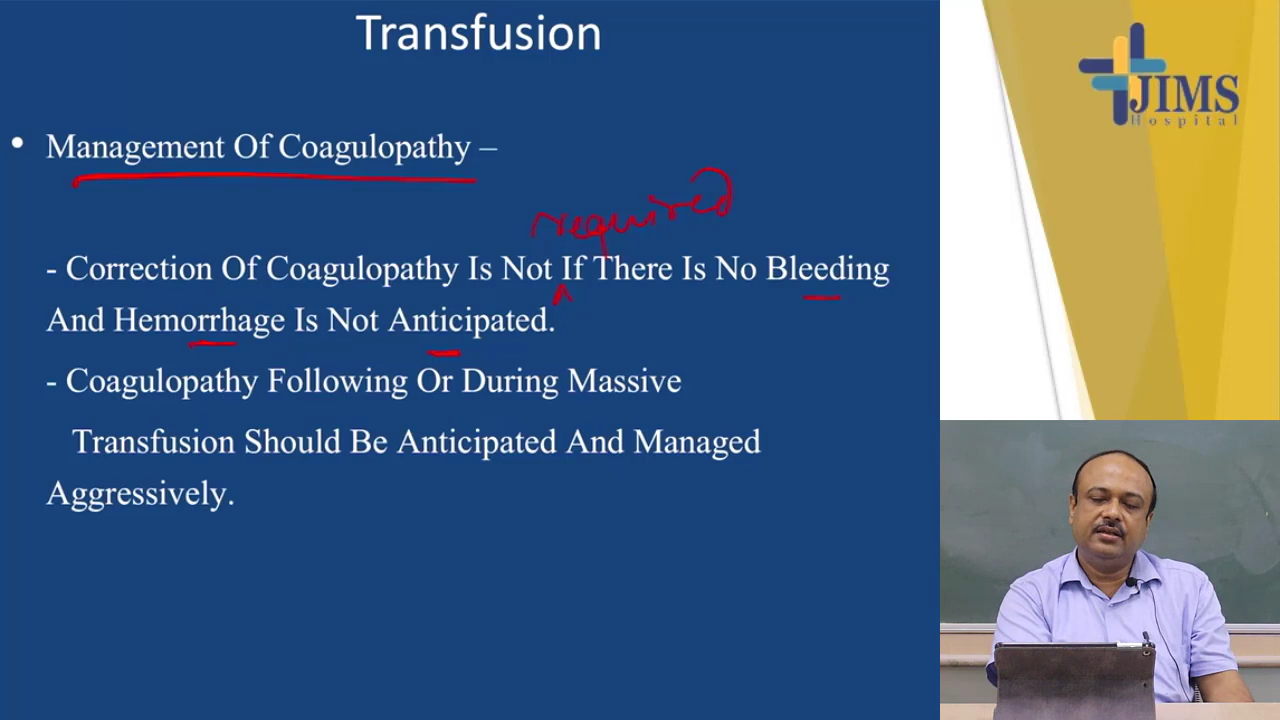 Transfusion
JIMS
Hospital
• Management Of Coagulopathy –
required
- Correction Of Coagulopathy Is Not ^ If There Is No Bleeding
And Hemorrhage Is Not Anticipated.
- Coagulopathy Following Or During Massive
Transfusion Should Be Anticipated And Managed
Aggressively.